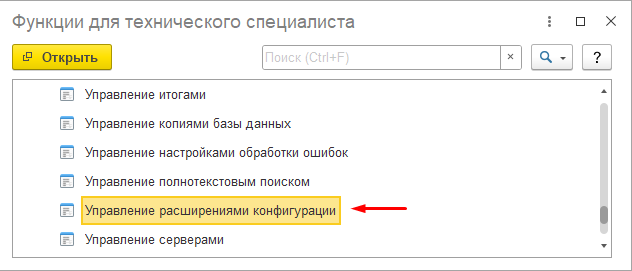 Функции для технического специалиста
Открыть
Поиск (Ctrl+F)
×
?
Управление итогами
Управление копиями базы данных
Управление настройками обработки ошибок
Управление полнотекстовым поиском
Управление расширениями конфигурации
Управление серверами